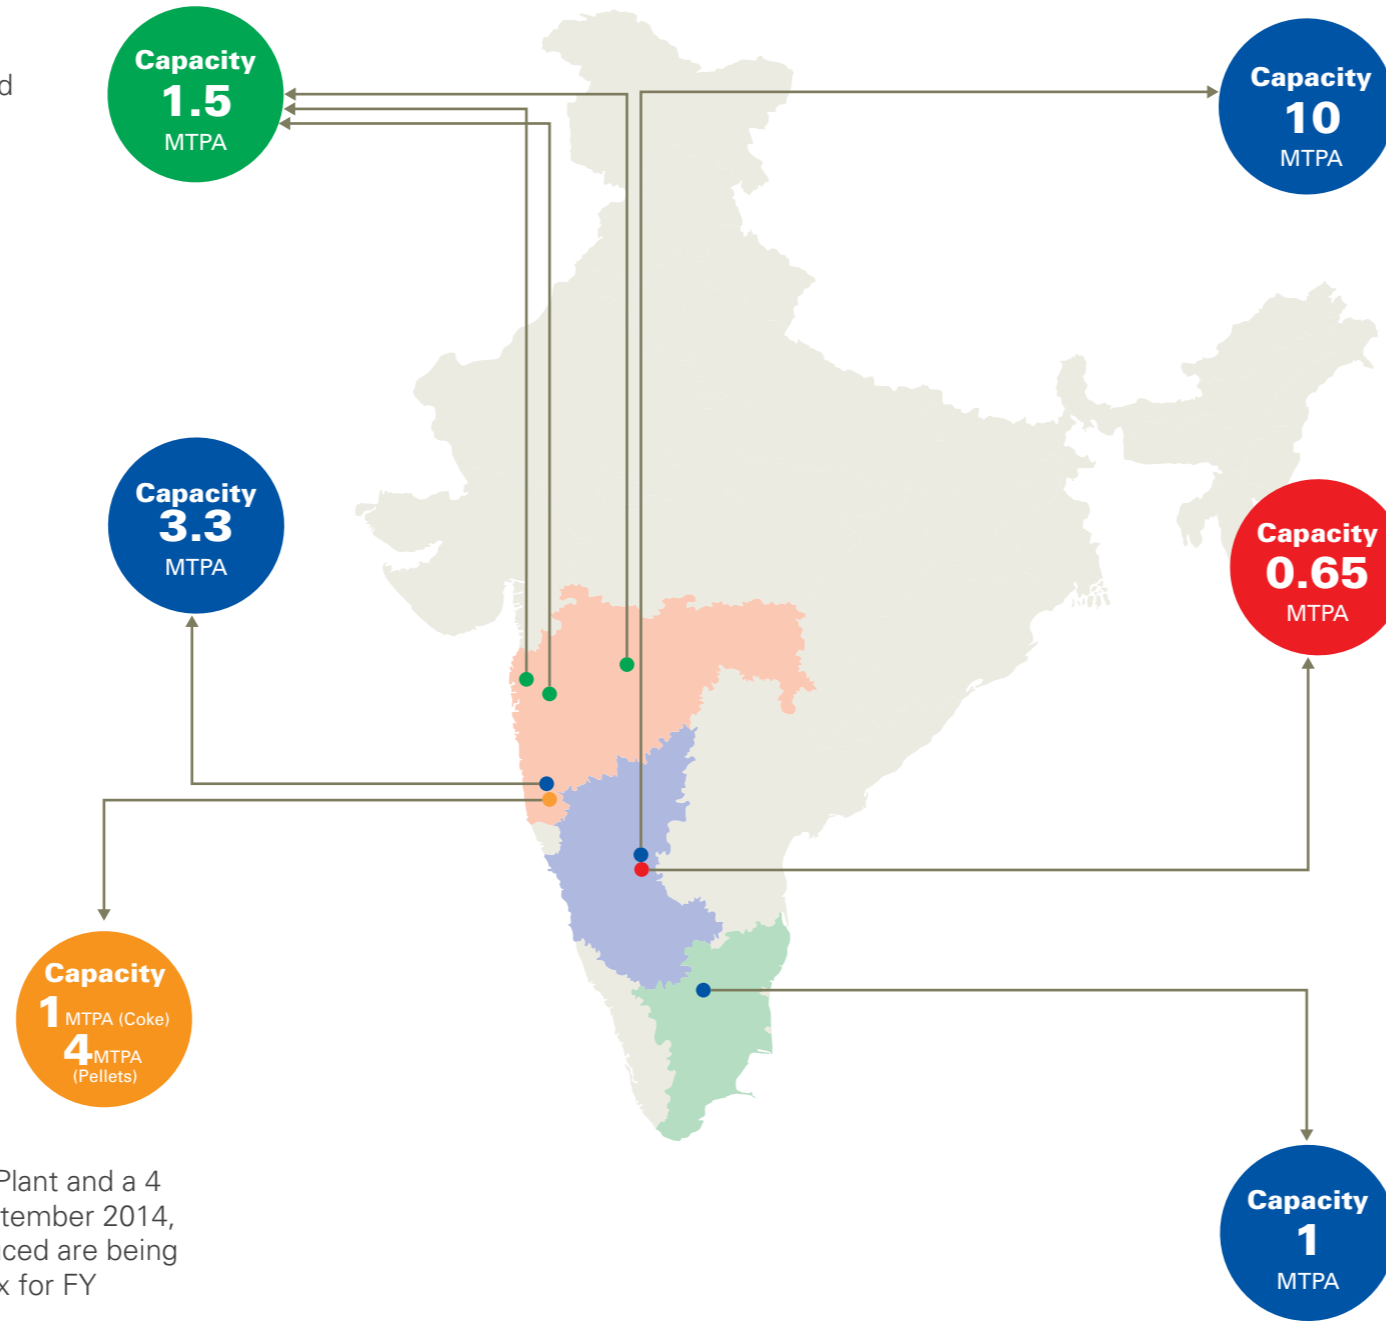 d
Capacity
1.5
MTPA
Capacity
10
MTPA
Capacity
3.3
MTPA
Capacity
0.65
MTPA
Capacity
1 MTPA (Coke)
4 MTPA
(Pellets)
Plant and a 4
tember 2014,
ced are being
x for FY
Capacity
1
MTPA